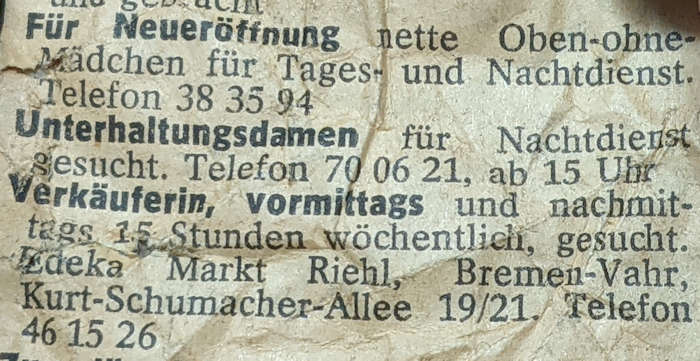 und gebracht
Für Neueröffnung nette Oben-ohne-
Mädchen für Tages- und Nachtdienst.
Telefon 38 35 94
Unterhaltungsdamen für Nachtdienst
gesucht. Telefon 70 06 21, ab 15 Uhr
Verkäuferin, vormittags und nachmit-
tags 15 Stunden wöchentlich, gesucht.
Edeka Markt Riehl, Bremen-Vahr,
Kurt-Schumacher-Allee 19/21. Telefon
46 15 26